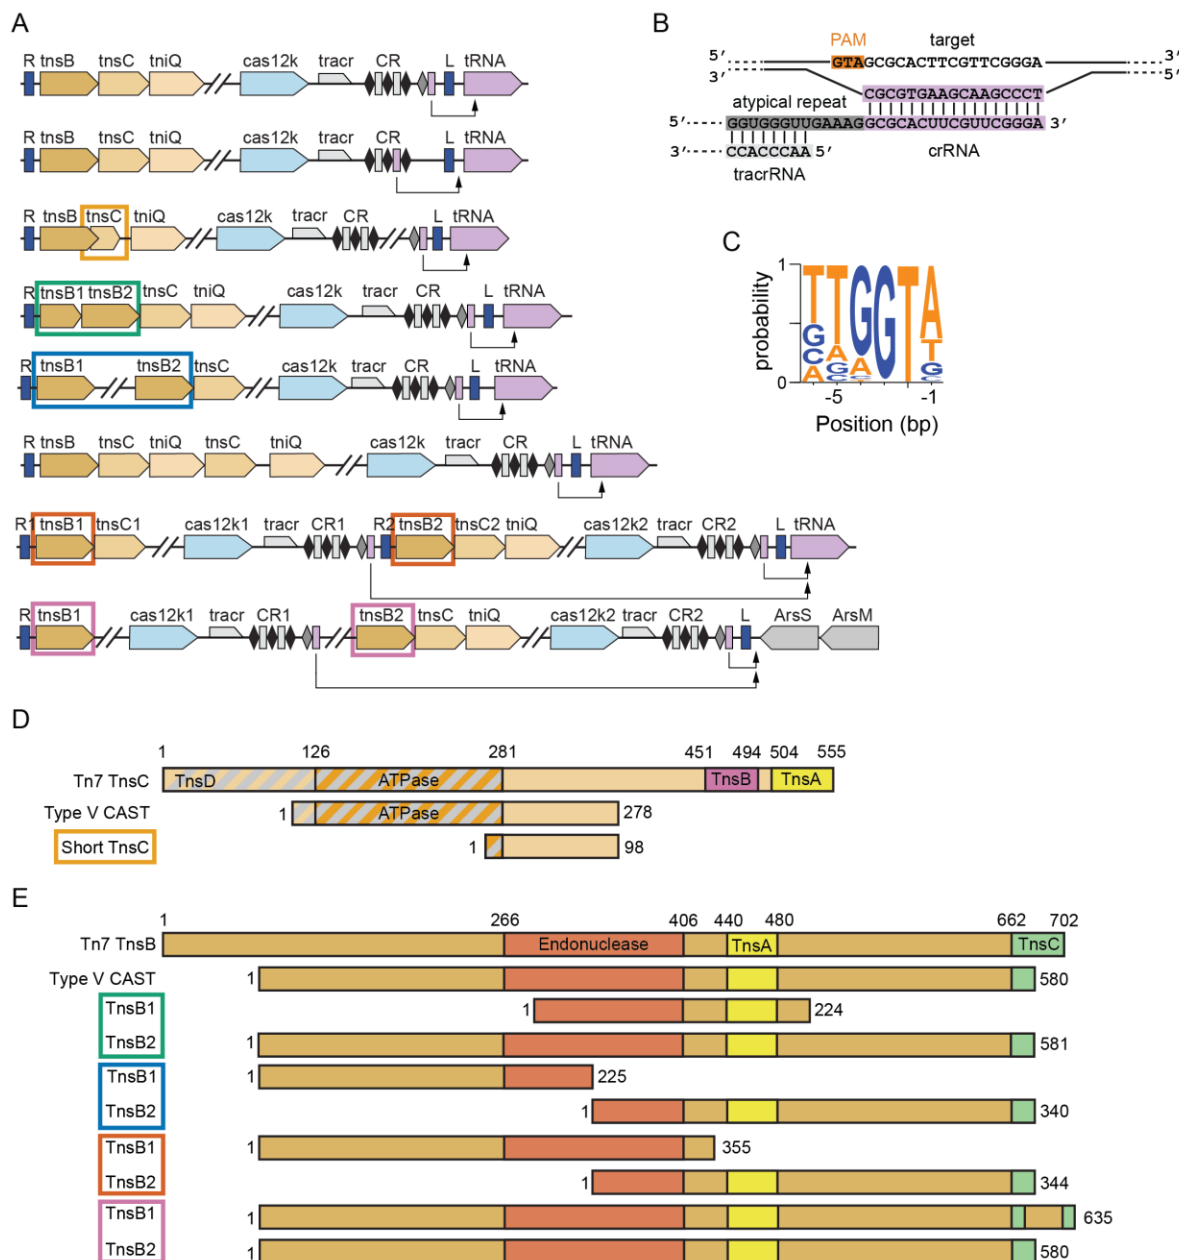 A
R tnsB tnsC tniQ cas12k tracr CR L tRNA
R tnsB tnsC tniQ cas12k tracr CR L tRNA
R tnsB tnsC tniQ cas12k tracr CR L tRNA
R tnsB1 tnsB2 tnsC tniQ cas12k tracr CR L tRNA
R tnsB1 tnsB2 tnsC cas12k tracr CR L tRNA
R tnsB tnsC tniQ tnsC tniQ cas12k tracr CR L tRNA
R1 tnsB1 tnsC1 cas12k1 tracr CR1 R2 tnsB2 tnsC2 tniQ cas12k2 tracr CR2 L tRNA
R tnsB1 cas12k1 tracr CR1 tnsB2 tnsC tniQ cas12k2 tracr CR2 L ArsS ArsM
B
PAM target
5′ GTAGCGCACTTCGTTCGGGA 3′
3′ 5′
CGCGTGAAGCAAGCCCT
atypical repeat
5′ GGUGGGUUGAAAGGCGCACUUCGUUCGGGA 3′
3′ CCACCCAA 5′ crRNA
tracrRNA
C
1
probability
0
TGCA TAGC GAC G T ATGC
-5 -1
Position (bp)
D
1 126 281 451 494 504 555
Tn7 TnsC TnsD ATPase TnsB TnsA
Type V CAST 1 ATPase 278
Short TnsC 1 98
E
1 266 406 440 480 662 702
Tn7 TnsB Endonuclease TnsA TnsC
Type V CAST 1 580
TnsB1 1 224
TnsB2 1 581
TnsB1 1 225
TnsB2 1 340
TnsB1 1 355
TnsB2 1 344
TnsB1 1 635
TnsB2 1 580